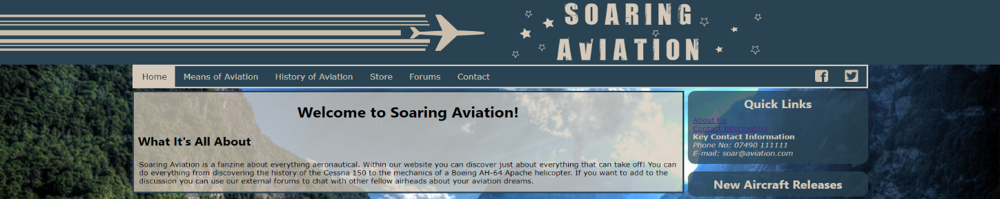 SOARING
AVIATION
Home Means of Aviation History of Aviation Store Forums Contact
Welcome to Soaring Aviation!
What It's All About
Soaring Aviation is a fanzine about everything aeronautical. Within our website you can discover just about everything that can take off! You can
do everything from discovering the history of the Cessna 150 to the mechanics of a Boeing AH-64 Apache helicopter. If you want to add to the
discussion you can use our external forums to chat with other fellow airheads about your aviation dreams.
Quick Links
About Us
Contact Information
Key Contact Information
Phone No: 07490 111111
E-mail: soar@aviation.com
New Aircraft Releases